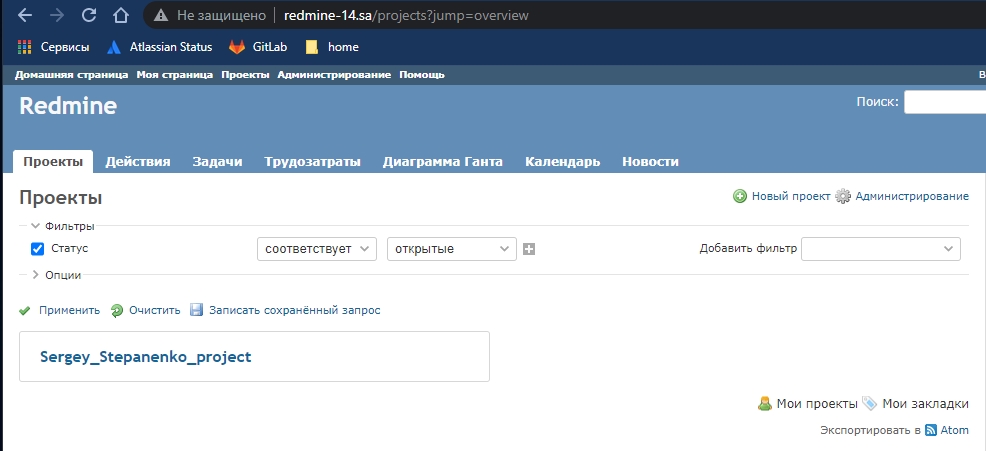 Не защищено redmine-14.sa/projects?jump=overview
Сервисы Atlassian Status GitLab home
Домашняя страница Моя страница Проекты Администрирование Помощь
Redmine
Поиск:
Проекты Действия Задачи Трудозатраты Диаграмма Ганта Календарь Новости
Проекты
Новый проект Администрирование
Фильтры
Статус соответствует открытые Добавить фильтр
Опции
Применить Очистить Записать сохранённый запрос
Sergey_Stepanenko_project
Мои проекты Мои закладки
Экспортировать в Atom